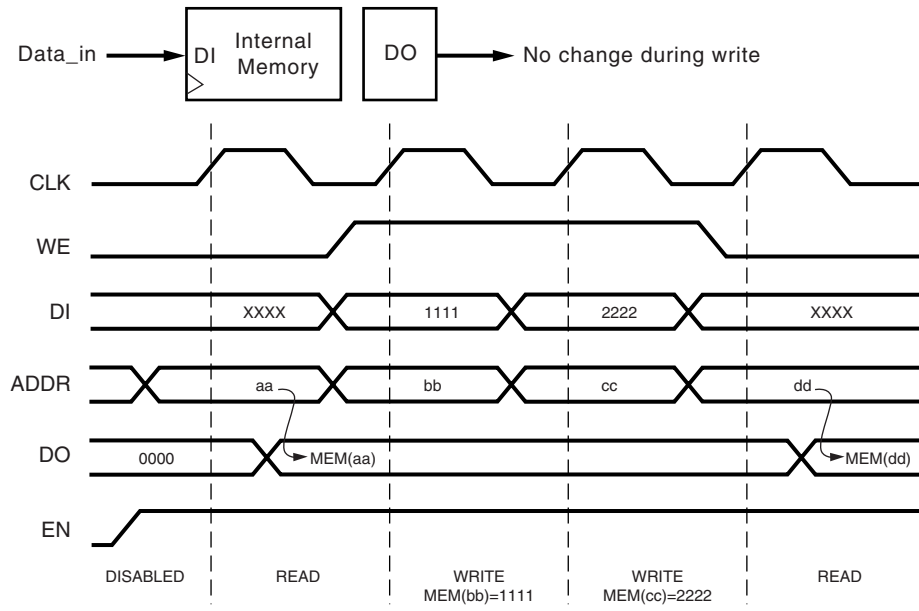 Data_in
DI
Internal
Memory
DO
No change during write
CLK
WE
DI
XXXX
1111
2222
XXXX
ADDR
aa
bb
cc
dd
DO
0000
MEM(aa)
MEM(dd)
EN
DISABLED
READ
WRITE
MEM(bb)=1111
WRITE
MEM(cc)=2222
READ